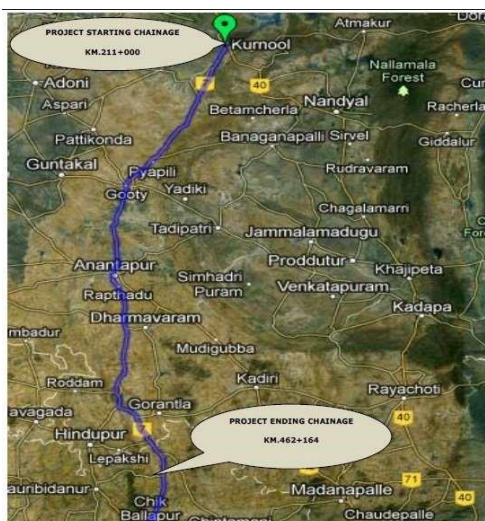 PROJECT STARTING CHAINAGE
KM.211+000
Kurnool
Atmakur
Adoni
7
40
Nallamala
Forest
Aspari
Betamcherla
Nandyal
Racherla
Pattikonda
Banaganapalli
Sirvel
Giddalur
Guntakal
Pyapili
Rudravaram
Gooty
Yadiki
Chagalamarri
Tadipatri
Jammalamadugu
Anantapur
Proddutur
Khajipeta
Simhadri
Puram
Venkatapuram
Kadapa
Rapthadu
Dharmavaram
Mudigubba
Roddam
Kadiri
Rayachoti
avagada
Gorantla
PROJECT ENDING CHAINAGE
KM.462+164
40
Hindupur
Lepakshi
auribidanur
Madanapalle
71
40
Chik
Ballapur
Chintamani
Chaudepalle